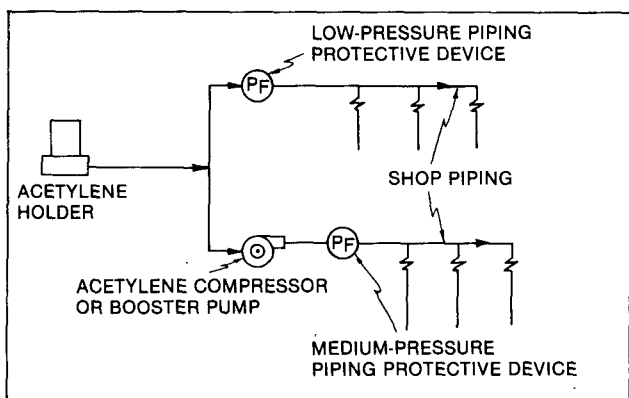 LOW-PRESSURE PIPING
PROTECTIVE DEVICE
PF
ACETYLENE
HOLDER
SHOP PIPING
PF
ACETYLENE COMPRESSOR
OR BOOSTER PUMP
MEDIUM-PRESSURE
PIPING PROTECTIVE DEVICE